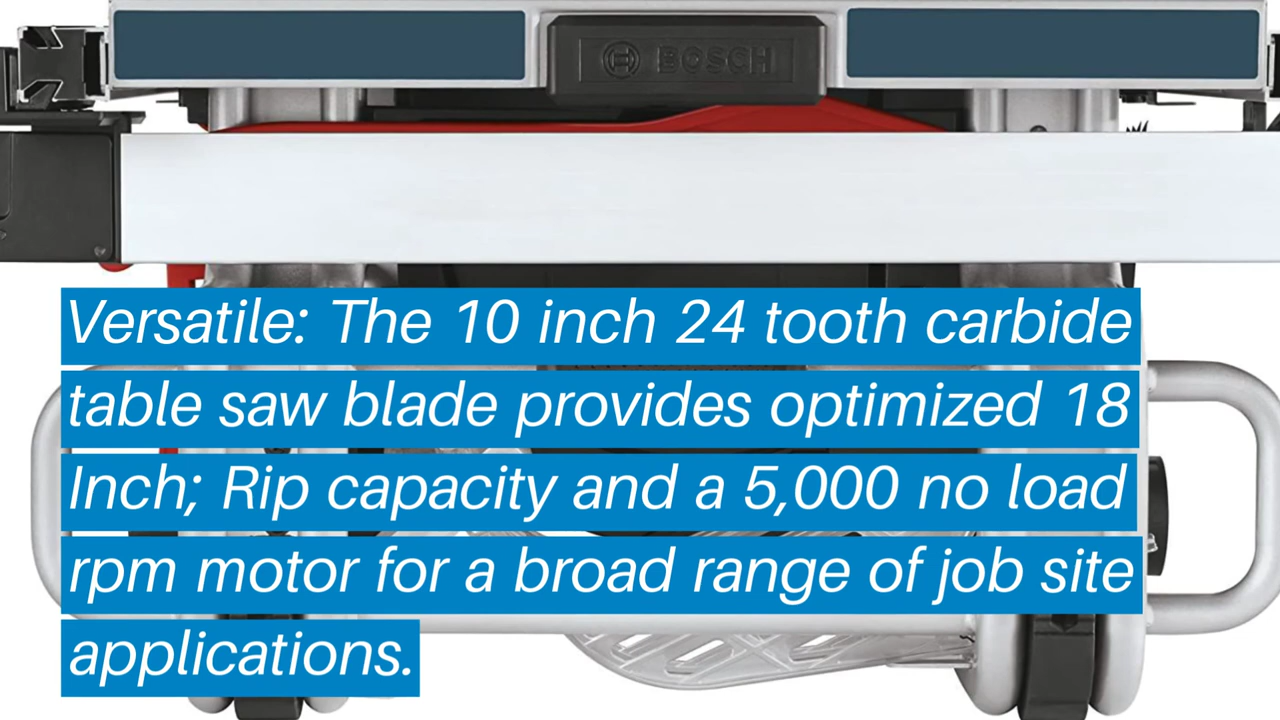 BOSCH
Versatile: The 10 inch 24 tooth carbide
table saw blade provides optimized 18
Inch; Rip capacity and a 5,000 no load
rpm motor for a broad range of job site
applications.